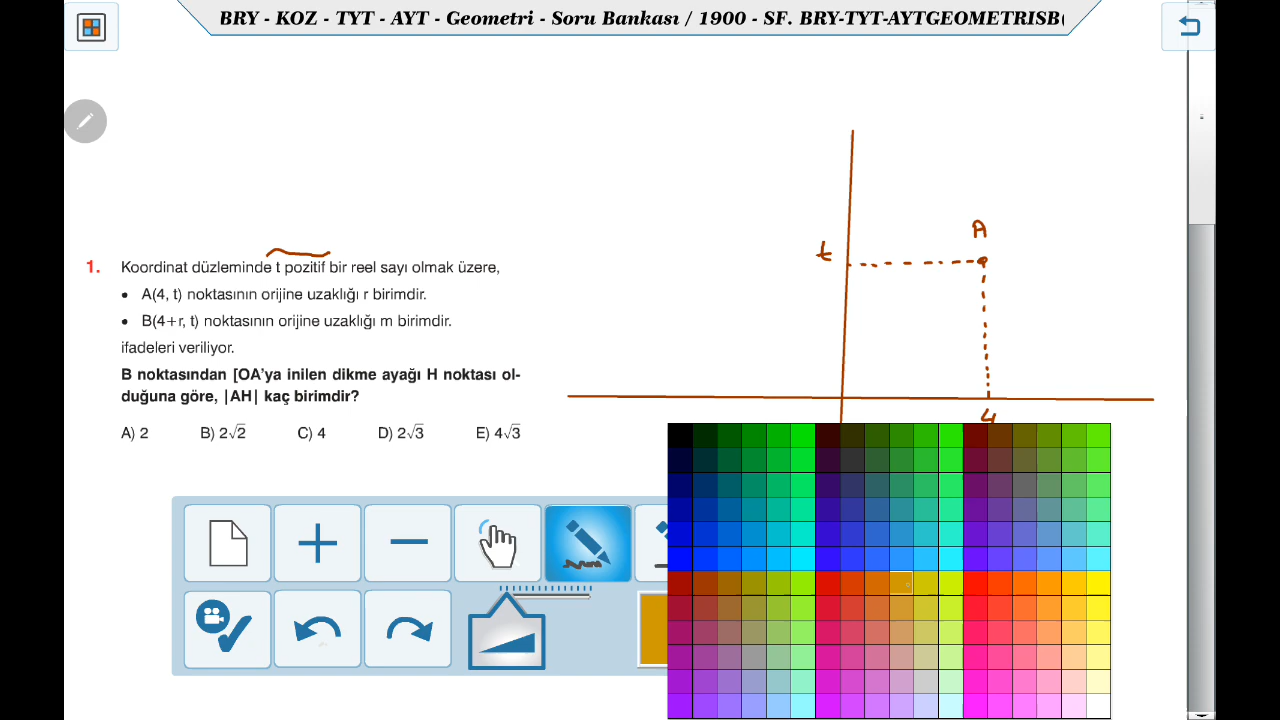 BRY - KOZ - TYT - AYT - Geometri - Soru Bankası / 1900 - SF. BRY-TYT-AYTGEOMETRISB(
1. Koordinat düzleminde t pozitif bir reel sayı olmak üzere,
• A(4, t) noktasının orijine uzaklığı r birimdir.
• B(4+r, t) noktasının orijine uzaklığı m birimdir.
ifadeleri veriliyor.
B noktasından [OA'ya inilen dikme ayağı H noktası ol-
duğuna göre, |AH| kaç birimdir?
A) 2 B) 2√2 C) 4 D) 2√3 E) 4√3
A
t
4